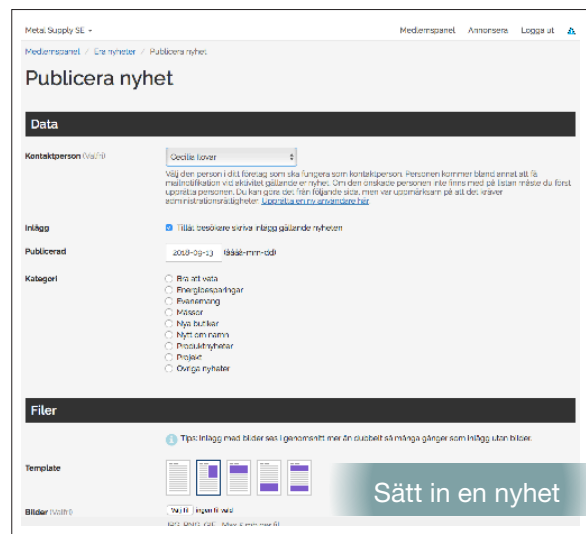 Metal Supply SE
Medlemspanel Annonsera Logga ut
Medlemspanel / Era nyheter / Publicera nyhet
Publicera nyhet
Data
Kontaktperson (Valfri)
Cecilia Ilovar
Välj den person i ditt företag som ska fungera som kontaktperson. Personen kommer bland annat att få
mailnotifikation vid aktivitet gällande er nyhet. Om den önskade personen inte finns med på listan måste du först
upprätta personen. Du kan göra det från följande sida, men var uppmärksam på att det kräver
administrationsrättigheter. Upprätta en ny användare här
Inlägg
Tillåt besökare skriva inlägg gällande nyheten
Publicerad
2018-09-13 (åååå-mm-dd)
Kategori
Bra att veta
Energibesparingar
Evenemang
Mässor
Nya butiker
Nytt om namn
Produktnyheter
Projekt
Övriga nyheter
Filer
Tips: Inlägg med bilder ses i genomsnitt mer än dubbelt så många gånger som inlägg utan bilder.
Template
Sätt in en nyhet
Bilder (Valfri)
Välj fil ingen fil vald